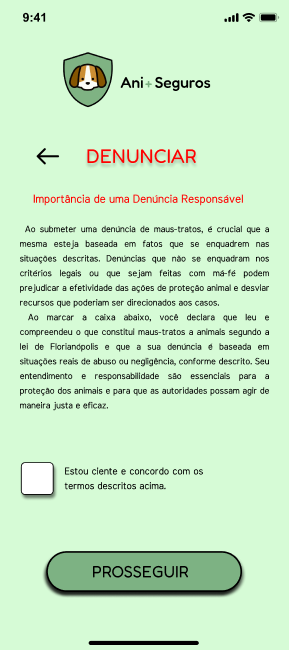 9:41
Ani+Seguros
DENUNCIAR
Importância de uma Denúncia Responsável
Ao submeter uma denúncia de maus-tratos, é crucial que a
mesma esteja baseada em fatos que se enquadrem nas
situações descritas. Denúncias que não se enquadrem nos
critérios legais ou que sejam feitas com má-fé podem
prejudicar a efetividade das ações de proteção animal e desviar
recursos que poderiam ser direcionados aos casos.
Ao marcar a caixa abaixo, você declara que leu e
compreendeu o que constitui maus-tratos a animais segundo a
lei de Florianópolis e que a sua denúncia é baseada em
situações reais de abuso ou negligência, conforme descrito. Seu
entendimento e responsabilidade são essenciais para a
proteção dos animais e para que as autoridades possam agir de
maneira justa e eficaz.
Estou ciente e concordo com os
termos descritos acima.
PROSSEGUIR